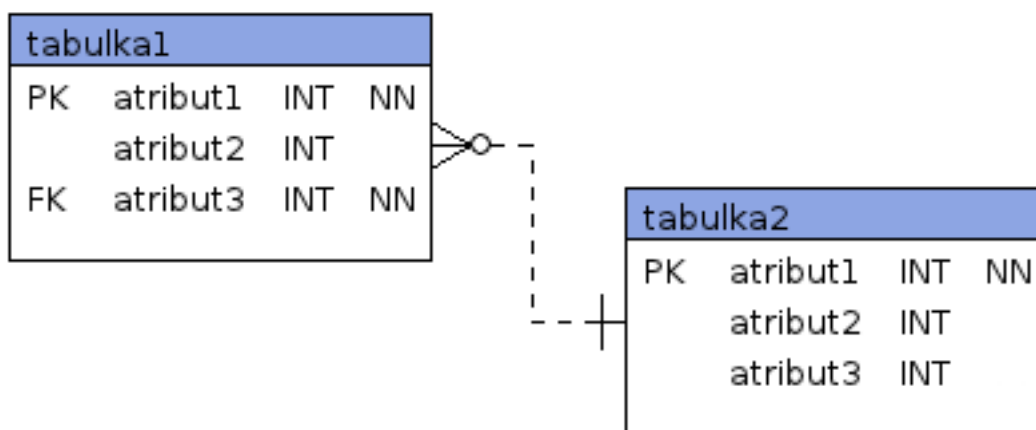 tabulka1
PK atribut1 INT NN
atribut2 INT
FK atribut3 INT NN
tabulka2
PK atribut1 INT NN
atribut2 INT
atribut3 INT